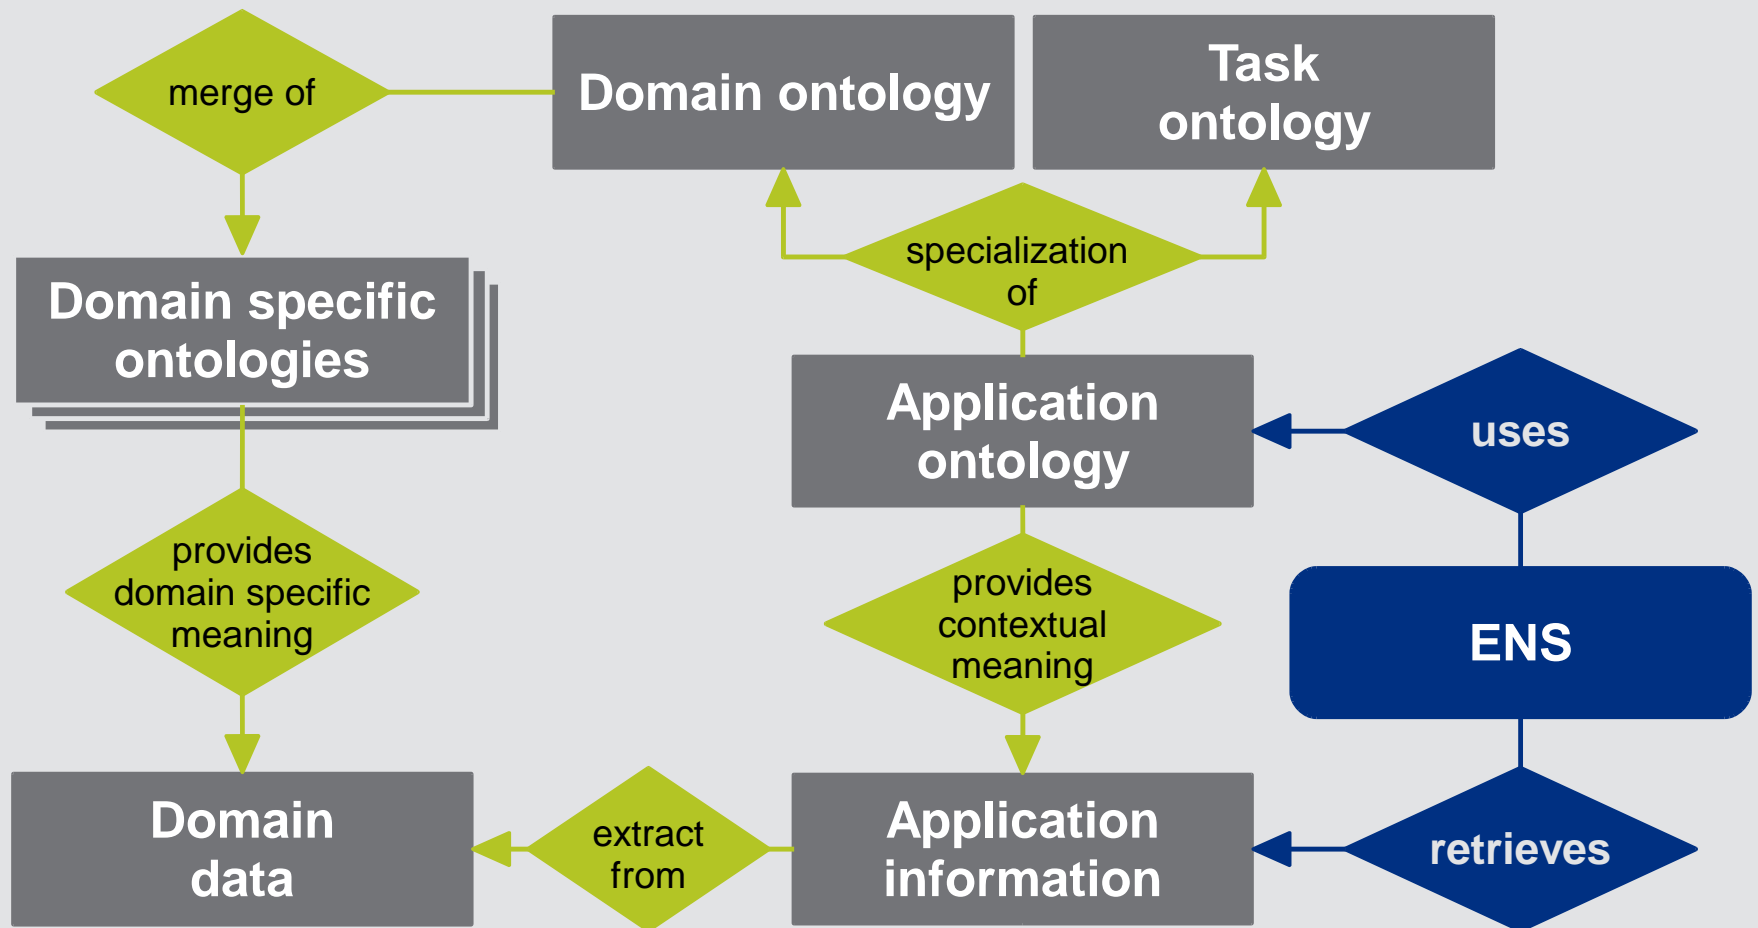 merge of
Domain ontology
Task
ontology
specialization
of
Domain specific
ontologies
Application
ontology
uses
provides
domain specific
meaning
provides
contextual
meaning
ENS
Domain
data
extract
from
Application
information
retrieves